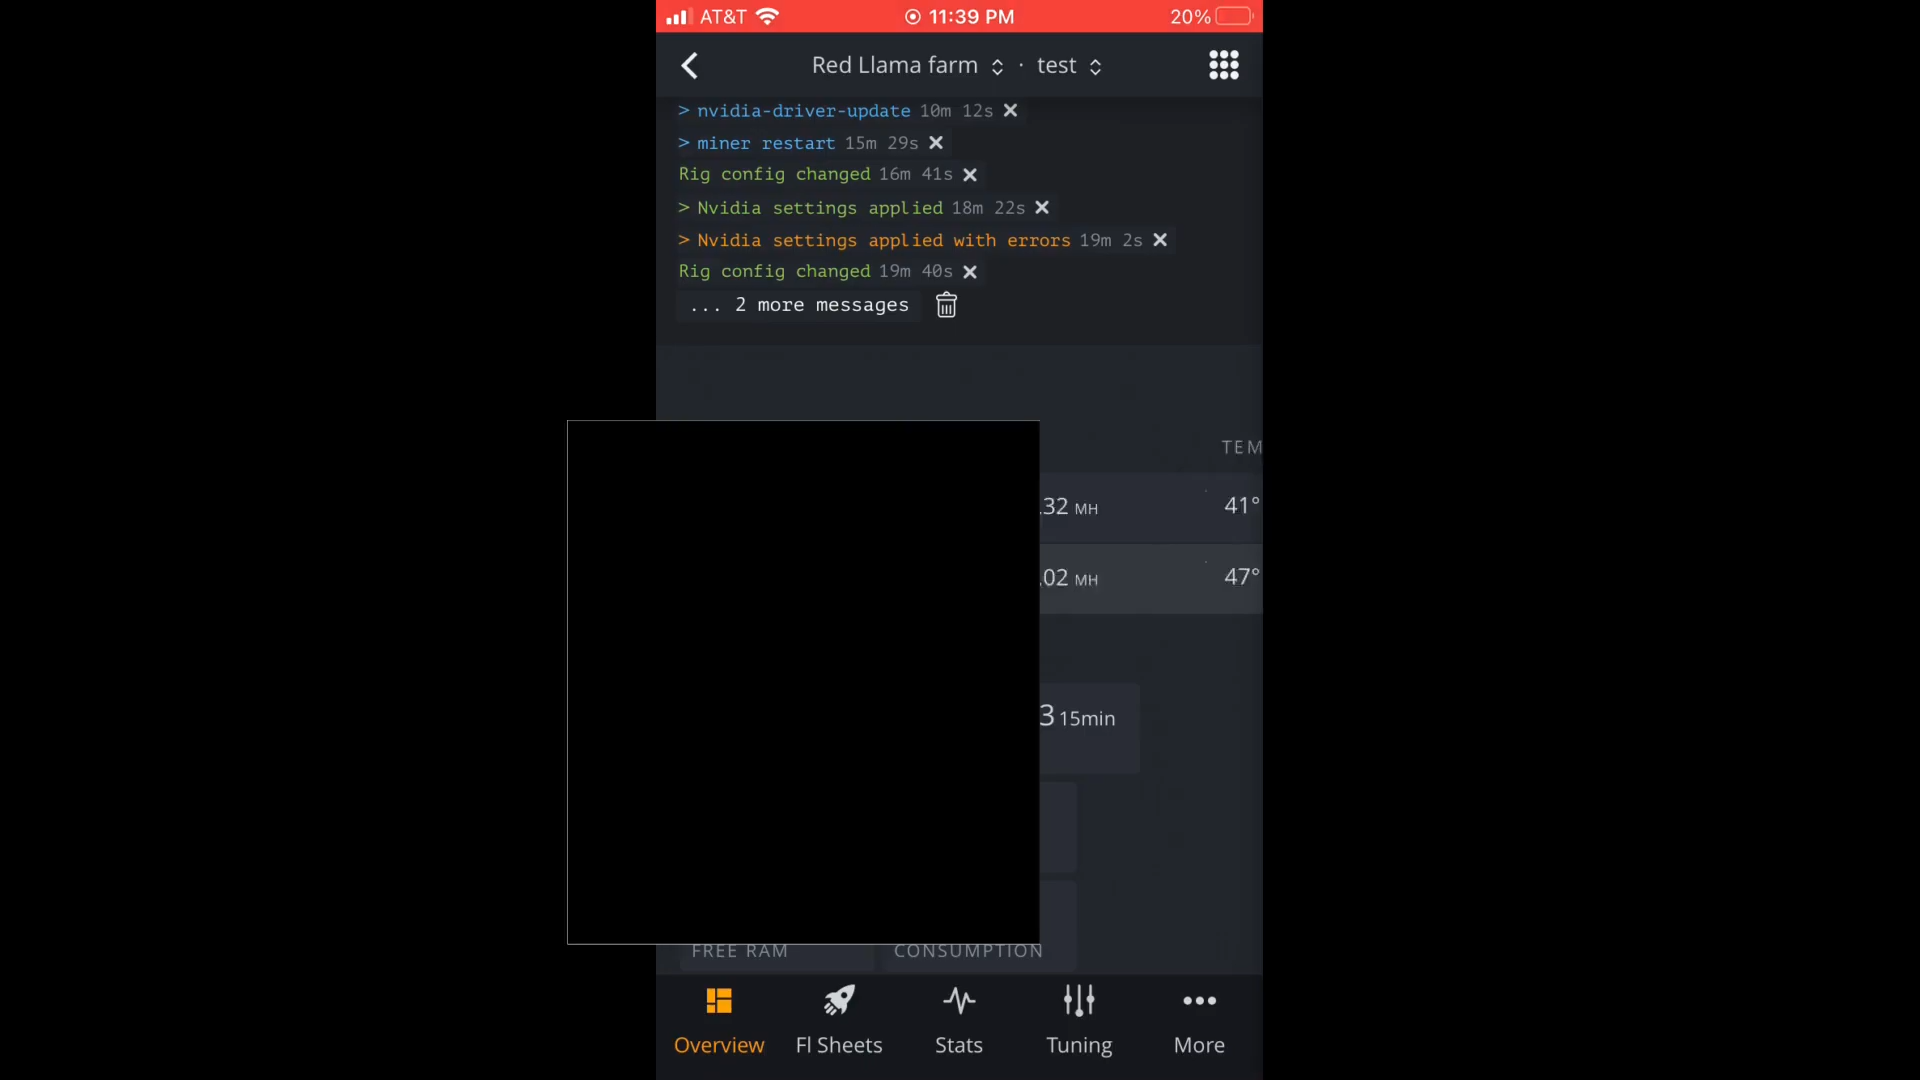 AT&T 11:39 PM 20%
Red Llama farm · test
> nvidia-driver-update 10m 12s
> miner restart 15m 29s
Rig config changed 16m 41s
> Nvidia settings applied 18m 22s
> Nvidia settings applied with errors 19m 2s
Rig config changed 19m 40s
... 2 more messages
TEM
.32 MH 41°
.02 MH 47°
3 15min
FREE RAM CONSUMPTION
Overview Fl Sheets Stats Tuning More